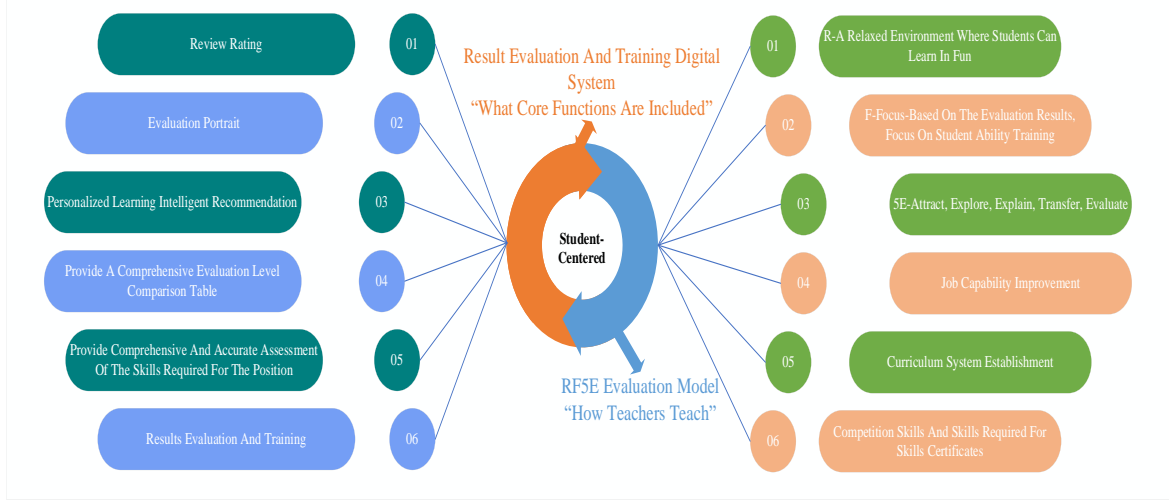 Review Rating
01
Evaluation Portrait
02
Personalized Learning Intelligent Recommendation
03
Provide A Comprehensive Evaluation Level
Comparison Table
04
Provide Comprehensive And Accurate Assessment
Of The Skills Required For The Position
05
Results Evaluation And Training
06
Result Evaluation And Training Digital
System
“What Core Functions Are Included”
Student-
Centered
RF5E Evaluation Model
“How Teachers Teach”
01
R-A Relaxed Environment Where Students Can
Learn In Fun
02
F-Focus-Based On The Evaluation Results,
Focus On Student Ability Training
03
5E-Attract, Explore, Explain, Transfer, Evaluate
04
Job Capability Improvement
05
Curriculum System Establishment
06
Competition Skills And Skills Required For
Skills Certificates